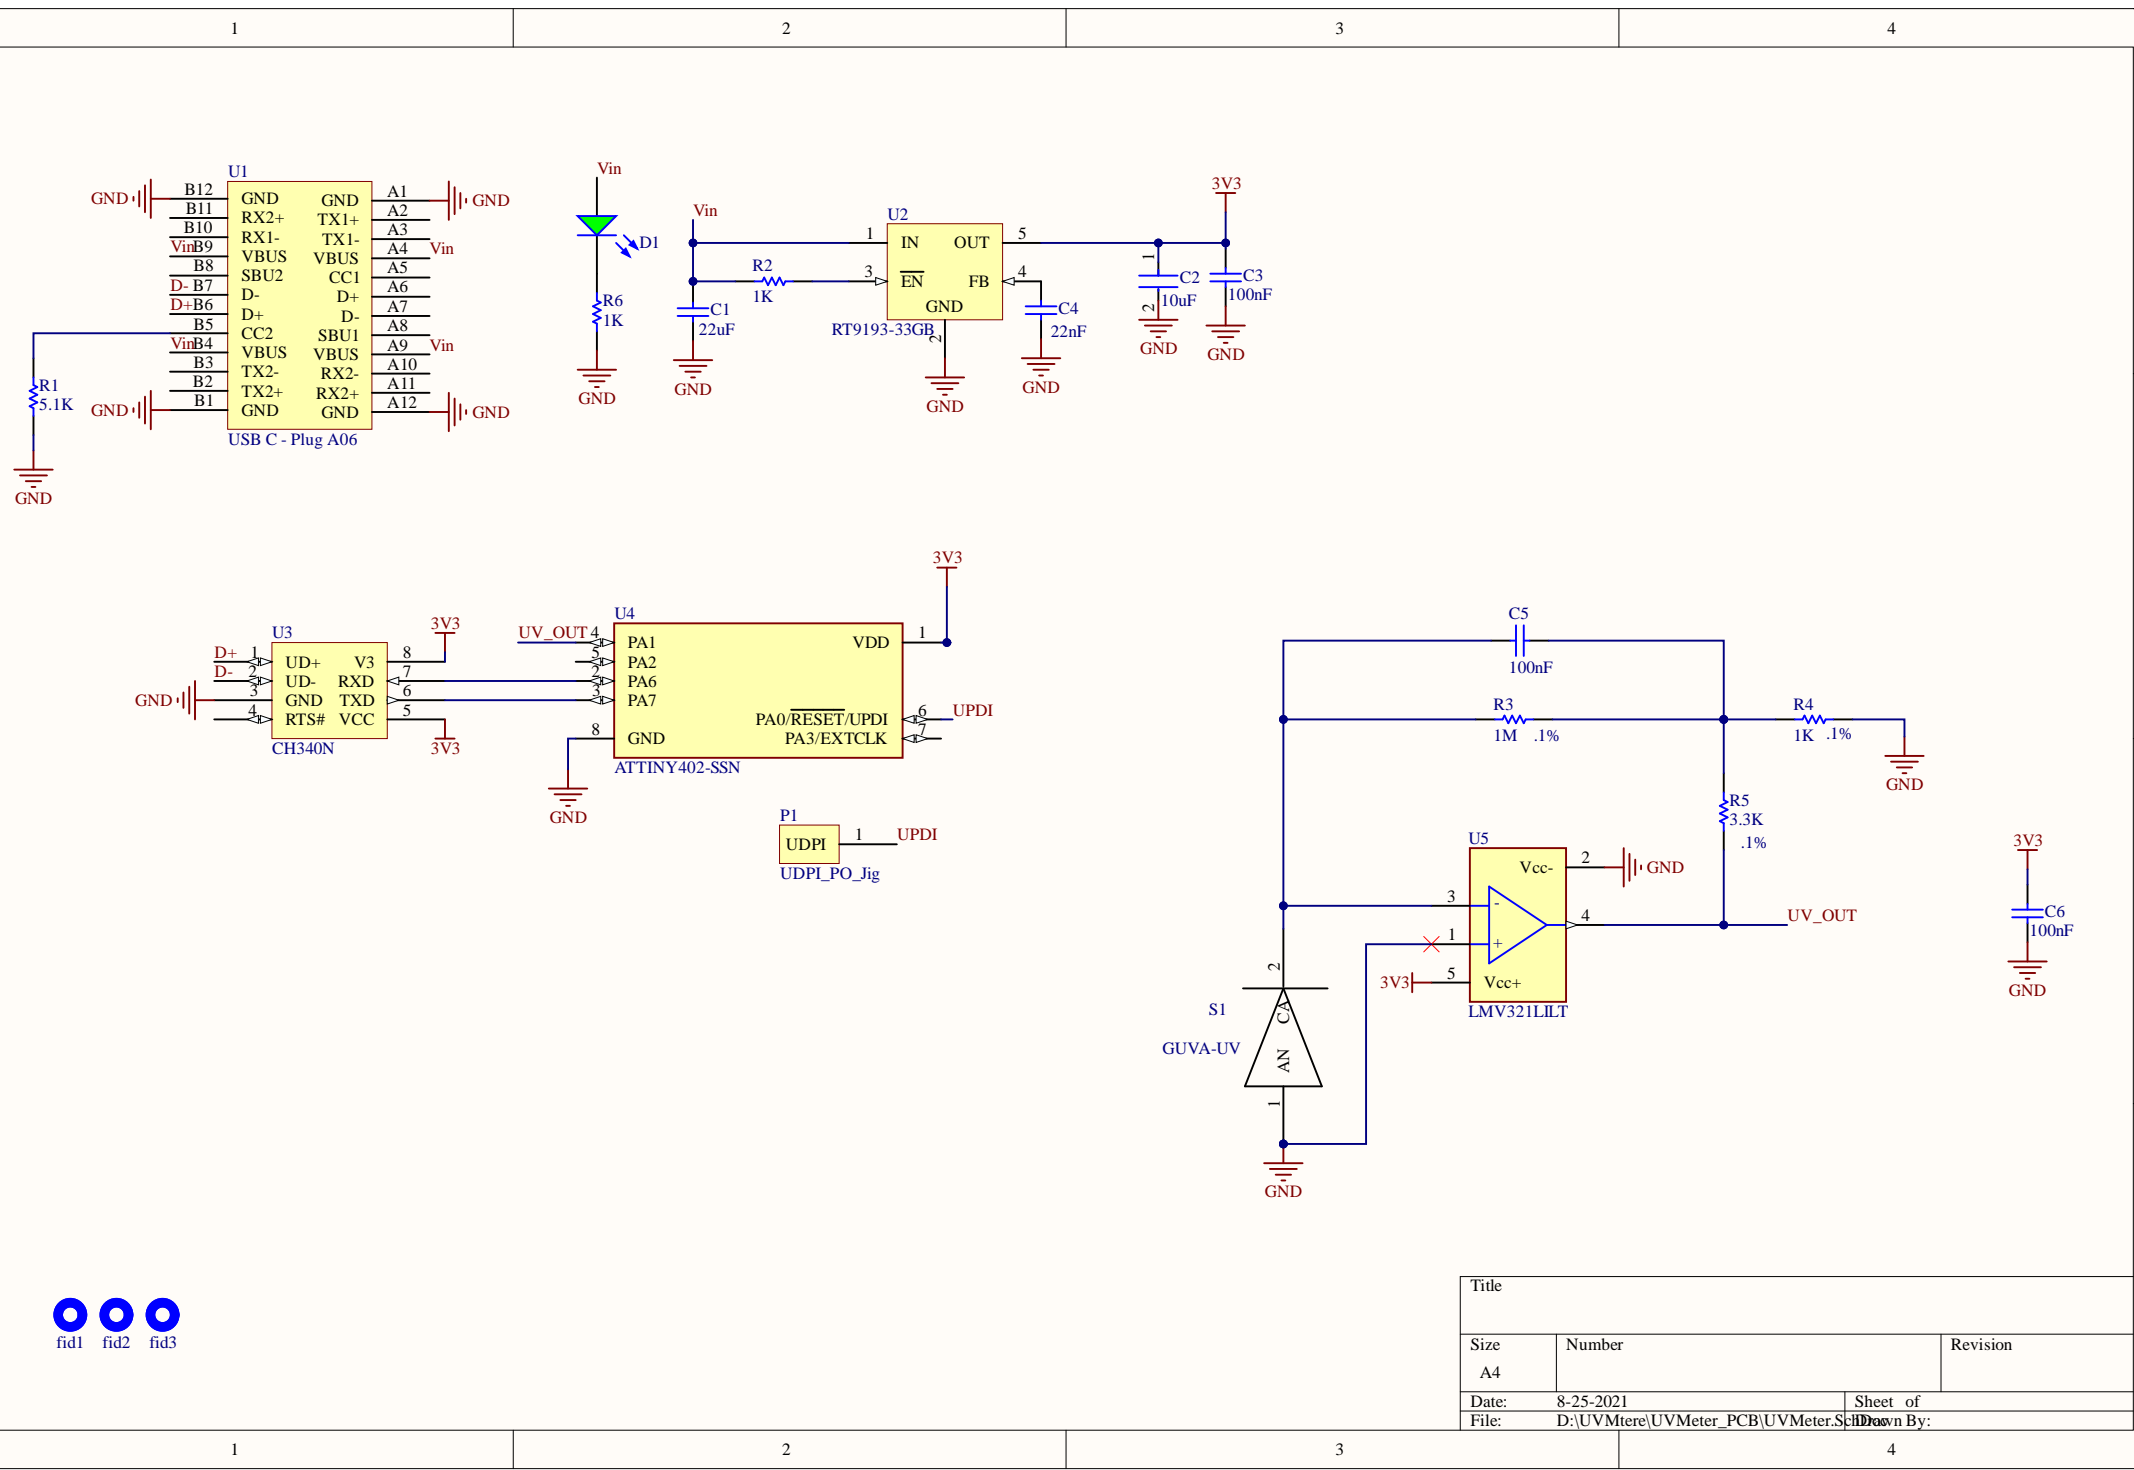 1 2 3 4
U1
GND B12 GND GND A1 GND
B11 RX2+ TX1+ A2
B10 RX1- TX1- A3
Vin B9 VBUS VBUS A4 Vin
B8 SBU2 CC1 A5
D- B7 D- D+ A6
D+ B6 D+ D- A7
B5 CC2 SBU1 A8
Vin B4 VBUS VBUS A9 Vin
B3 TX2- RX2- A10
B2 TX2+ RX2+ A11
GND B1 GND GND A12 GND
USB C - Plug A06
R1
5.1K
GND
Vin
D1
R6
1K
GND
Vin
R2
1K
C1
22uF
GND
U2
1 IN OUT 5
3 EN FB 4
GND
RT9193-33GB
2
GND
C4
22nF
GND
3V3
1
C2
10uF
2
GND
C3
100nF
GND
U3
D+ 1 UD+ V3 8 3V3
D- 2 UD- RXD 7
GND 3 GND TXD 6
4 RTS# VCC 5 3V3
CH340N
U4
UV_OUT 4 PA1 VDD 1 3V3
5 PA2
2 PA6
3 PA7
PA0/RESET/UPDI 6 UPDI
8 GND PA3/EXTCLK 7
ATTINY402-SSN
GND
P1
UDPI 1 UPDI
UDPI_PO_Jig
C5
100nF
R3
1M .1%
R4
1K .1%
GND
R5
3.3K
.1%
U5
Vcc- 2 GND
3 -
4 UV_OUT
1 +
3V3 5 Vcc+
LMV321LILT
2
S1
CA
GUVA-UV
AN
1
GND
3V3
C6
100nF
GND
fid1 fid2 fid3
Title
Size Number Revision
A4
Date: 8-25-2021 Sheet of
File: D:\UVMtere\UVMeter_PCB\UVMeter.SchDoc Drawn By:
1 2 3 4